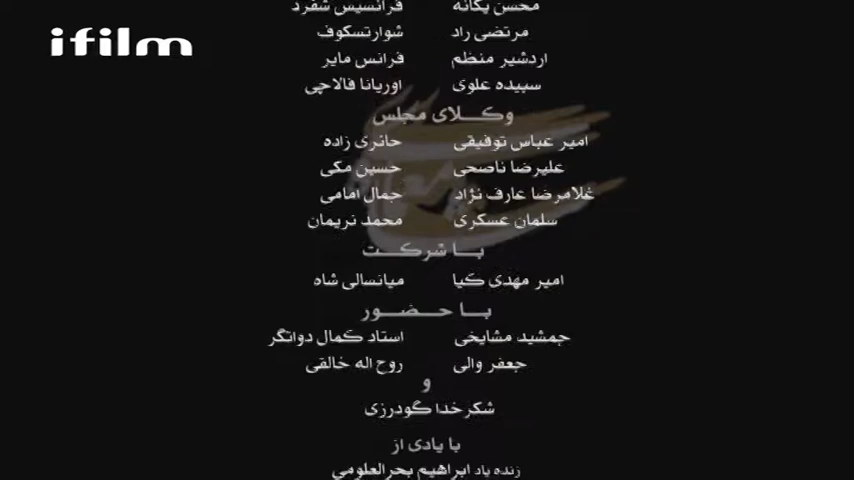 ifilm
محسن یگانه فرانسیس شفرد
مرتضی راد شوارتسکوف
اردشیر منظم فرانس مایر
سپیده علوی اوریانا فالاچی
وکلای مجلس
امیر عباس توفیقی حائری زاده
علیرضا ناصحی حسین مکی
غلامرضا عارف نژاد جمال امامی
سلمان عسکری محمد نریمان
با شرکت
امیر مهدی کیا میانسالی شاه
با حضور
جمشید مشایخی استاد کمال دواتگر
جعفر والی روح اله خالقی
و
شکرخدا گودرزی
با یادی از
زنده یاد ابراهیم بحرالعلومی